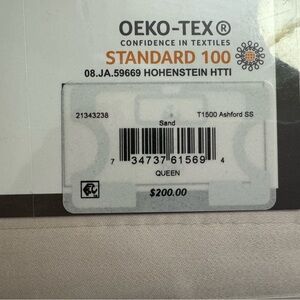 OEKO-TEX®
CONFIDENCE IN TEXTILES
STANDARD 100
08.JA.59669 HOHENSTEIN HTTI
21343238 T1500 Ashford SS
Sand
7 34737 61569 4
QUEEN
$200.00